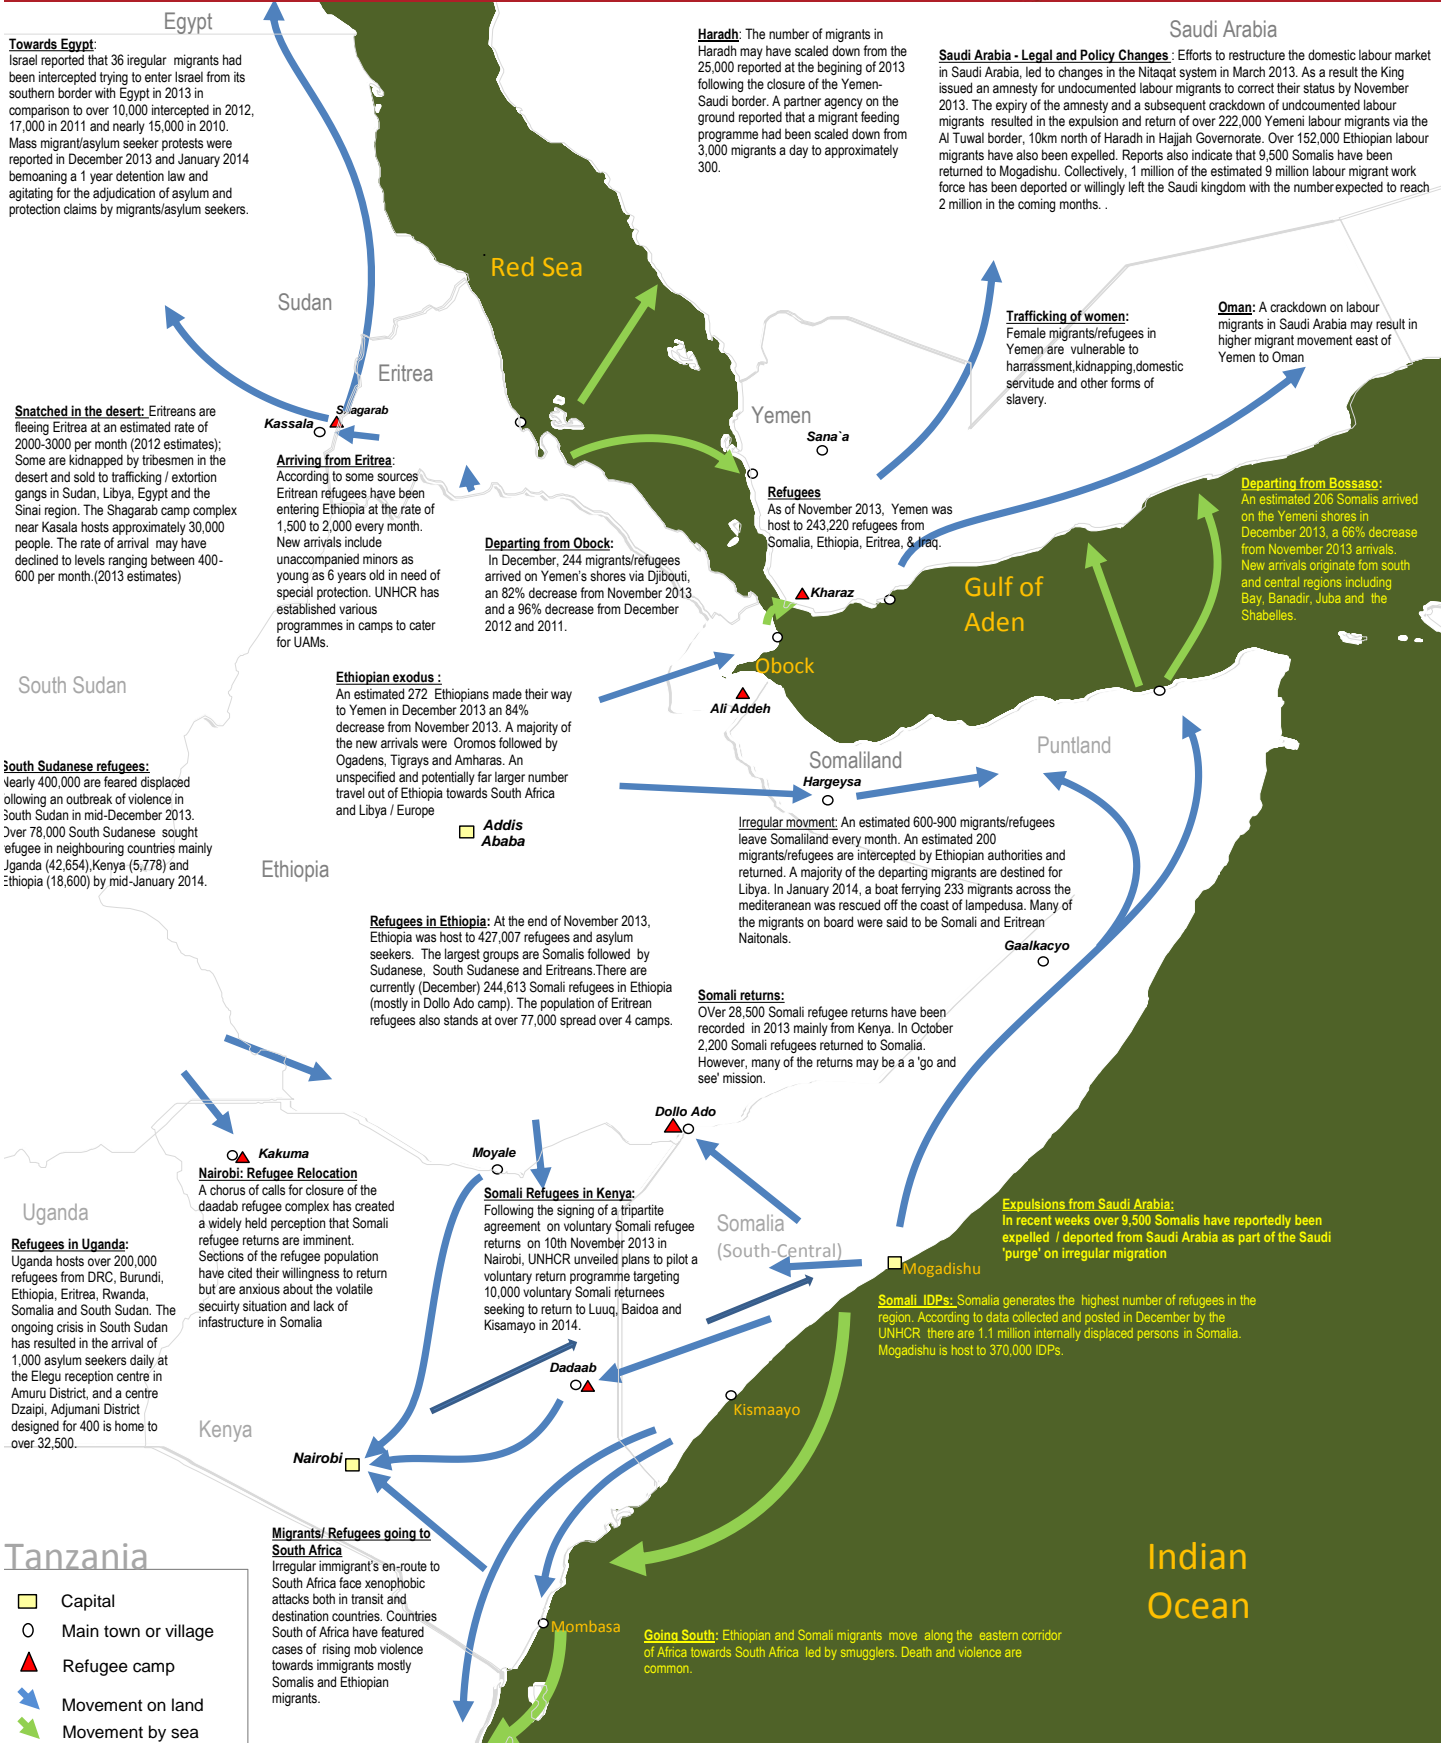 Egypt
Saudi Arabia
Towards Egypt:
Israel reported that 36 iregular migrants had
been intercepted trying to enter Israel from its
southern border with Egypt in 2013 in
comparison to over 10,000 intercepted in 2012,
17,000 in 2011 and nearly 15,000 in 2010.
Mass migrant/asylum seeker protests were
reported in December 2013 and January 2014
bemoaning a 1 year detention law and
agitating for the adjudication of asylum and
protection claims by migrants/asylum seekers.
Haradh: The number of migrants in
Haradh may have scaled down from the
25,000 reported at the begining of 2013
following the closure of the Yemen-
Saudi border. A partner agency on the
ground reported that a migrant feeding
programme had been scaled down from
3,000 migrants a day to approximately
300.
Saudi Arabia - Legal and Policy Changes : Efforts to restructure the domestic labour market
in Saudi Arabia, led to changes in the Nitaqat system in March 2013. As a result the King
issued an amnesty for undocumented labour migrants to correct their status by November
2013. The expiry of the amnesty and a subsequent crackdown of undcoumented labour
migrants resulted in the expulsion and return of over 222,000 Yemeni labour migrants via the
Al Tuwal border, 10km north of Haradh in Hajjah Governorate. Over 152,000 Ethiopian labour
migrants have also been expelled. Reports also indicate that 9,500 Somalis have been
returned to Mogadishu. Collectively, 1 million of the estimated 9 million labour migrant work
force has been deported or willingly left the Saudi kingdom with the number expected to reach
2 million in the coming months. .
Red Sea
Sudan
Eritrea
Trafficking of women:
Female migrants/refugees in
Yemen are vulnerable to
harrassment,kidnapping,domestic
servitude and other forms of
slavery.
Oman: A crackdown on labour
migrants in Saudi Arabia may result in
higher migrant movement east of
Yemen to Oman
Snatched in the desert: Eritreans are
fleeing Eritrea at an estimated rate of
2000-3000 per month (2012 estimates);
Some are kidnapped by tribesmen in the
desert and sold to trafficking / extortion
gangs in Sudan, Libya, Egypt and the
Sinai region. The Shagarab camp complex
near Kasala hosts approximately 30,000
people. The rate of arrival may have
declined to levels ranging between 400-
600 per month.(2013 estimates)
Shagarab
Kassala
Yemen
Sana`a
Arriving from Eritrea:
According to some sources
Eritrean refugees have been
entering Ethiopia at the rate of
1,500 to 2,000 every month.
New arrivals include
unaccompanied minors as
young as 6 years old in need of
special protection. UNHCR has
established various
programmes in camps to cater
for UAMs.
Departing from Obock:
In December, 244 migrants/refugees
arrived on Yemen's shores via Djibouti,
an 82% decrease from November 2013
and a 96% decrease from December
2012 and 2011.
Refugees
As of November 2013, Yemen was
host to 243,220 refugees from
Somalia, Ethiopia, Eritrea, & Iraq.
Kharaz
Gulf of
Aden
Departing from Bossaso:
An estimated 206 Somalis arrived
on the Yemeni shores in
December 2013, a 66% decrease
from November 2013 arrivals.
New arrivals originate fom south
and central regions including
Bay, Banadir, Juba and the
Shabelles.
Obock
Ali Addeh
South Sudan
Ethiopian exodus :
An estimated 272 Ethiopians made their way
to Yemen in December 2013 an 84%
decrease from November 2013. A majority of
the new arrivals were Oromos followed by
Ogadens, Tigrays and Amharas. An
unspecified and potentially far larger number
travel out of Ethiopia towards South Africa
and Libya / Europe
Addis
Ababa
South Sudanese refugees:
Nearly 400,000 are feared displaced
ollowing an outbreak of violence in
South Sudan in mid-December 2013.
Over 78,000 South Sudanese sought
refugee in neighbouring countries mainly
Uganda (42,654),Kenya (5,778) and
Ethiopia (18,600) by mid-January 2014.
Ethiopia
Somaliland
Puntland
Hargeysa
Irregular movment: An estimated 600-900 migrants/refugees
leave Somaliland every month. An estimated 200
migrants/refugees are intercepted by Ethiopian authorities and
returned. A majority of the departing migrants are destined for
Libya. In January 2014, a boat ferrying 233 migrants across the
mediteranean was rescued off the coast of lampedusa. Many of
the migrants on board were said to be Somali and Eritrean
Naitonals.
Gaalkacyo
Refugees in Ethiopia: At the end of November 2013,
Ethiopia was host to 427,007 refugees and asylum
seekers. The largest groups are Somalis followed by
Sudanese, South Sudanese and Eritreans.There are
currently (December) 244,613 Somali refugees in Ethiopia
(mostly in Dollo Ado camp). The population of Eritrean
refugees also stands at over 77,000 spread over 4 camps.
Somali returns:
OVer 28,500 Somali refugee returns have been
recorded in 2013 mainly from Kenya. In October
2,200 Somali refugees returned to Somalia.
However, many of the returns may be a a 'go and
see' mission.
Dollo Ado
Moyale
Kakuma
Nairobi: Refugee Relocation
A chorus of calls for closure of the
daadab refugee complex has created
a widely held perception that Somali
refugee returns are imminent.
Sections of the refugee population
have cited their willingness to return
but are anxious about the volatile
secuirty situation and lack of
infastructure in Somalia
Somali Refugees in Kenya:
Following the signing of a tripartite
agreement on voluntary Somali refugee
returns on 10th November 2013 in
Nairobi, UNHCR unveiled plans to pilot a
voluntary return programme targeting
10,000 voluntary Somali returnees
seeking to return to Luuq, Baidoa and
Kisamayo in 2014.
Uganda
Refugees in Uganda:
Uganda hosts over 200,000
refugees from DRC, Burundi,
Ethiopia, Eritrea, Rwanda,
Somalia and South Sudan. The
ongoing crisis in South Sudan
has resulted in the arrival of
1,000 asylum seekers daily at
the Elegu reception centre in
Amuru District, and a centre
Dzaipi, Adjumani District
designed for 400 is home to
over 32,500.
Somalia
(South-Central)
Mogadishu
Expulsions from Saudi Arabia:
In recent weeks over 9,500 Somalis have reportedly been
expelled / deported from Saudi Arabia as part of the Saudi
'purge' on irregular migration
Somali IDPs: Somalia generates the highest number of refugees in the
region. According to data collected and posted in December by the
UNHCR there are 1.1 million internally displaced persons in Somalia.
Mogadishu is host to 370,000 IDPs.
Dadaab
Kismaayo
Kenya
Nairobi
Migrants/ Refugees going to
South Africa
Irregular immigrant's en-route to
South Africa face xenophobic
attacks both in transit and
destination countries. Countries
South of Africa have featured
cases of rising mob violence
towards immigrants mostly
Somalis and Ethiopian
migrants.
Indian
Ocean
Mombasa
Going South: Ethiopian and Somali migrants move along the eastern corridor
of Africa towards South Africa led by smugglers. Death and violence are
common.
Tanzania
Capital
Main town or village
Refugee camp
Movement on land
Movement by sea